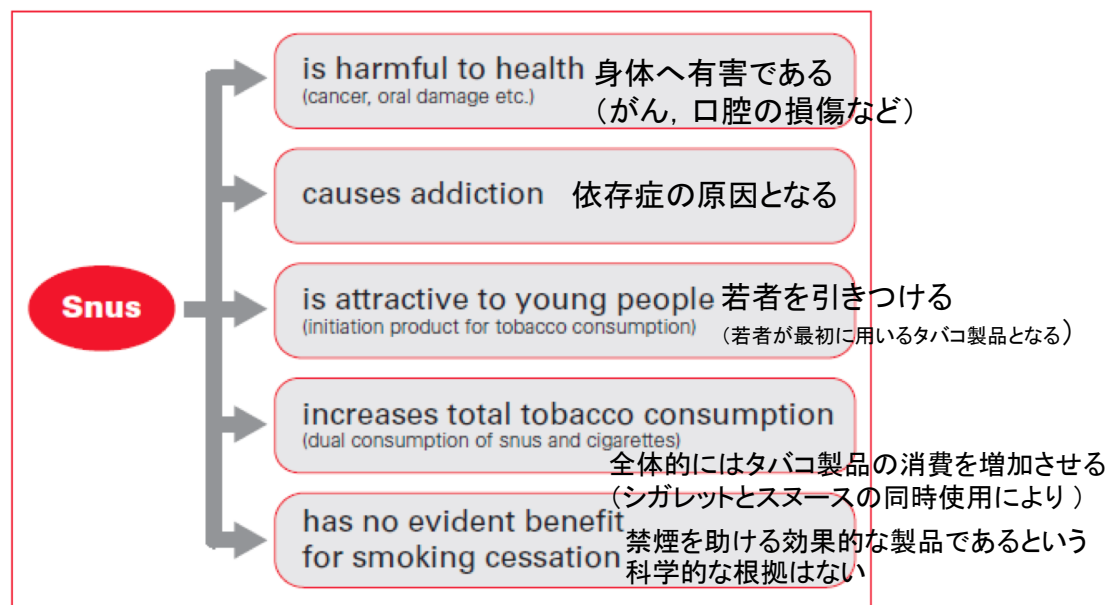 Snus
is harmful to health 身体へ有害である
(cancer, oral damage etc.) （がん，口腔の損傷など）
causes addiction 依存症の原因となる
is attractive to young people 若者を引きつける
(initiation product for tobacco consumption) （若者が最初に用いるタバコ製品となる）
increases total tobacco consumption
(dual consumption of snus and cigarettes)
全体的にはタバコ製品の消費を増加させる
（シガレットとスヌースの同時使用により）
has no evident benefit
for smoking cessation
禁煙を助ける効果的な製品であるという
科学的な根拠はない